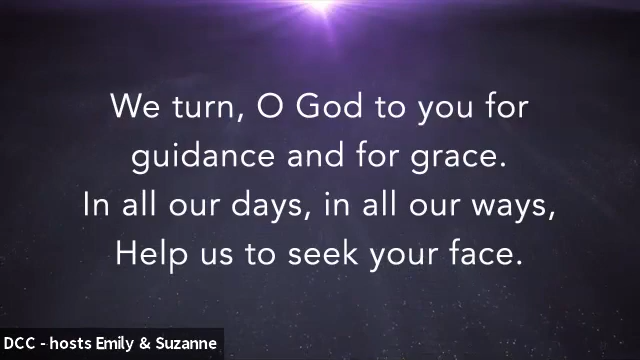 We turn, O God to you for
guidance and for grace.
In all our days, in all our ways,
Help us to seek your face.
DCC - hosts Emily & Suzanne